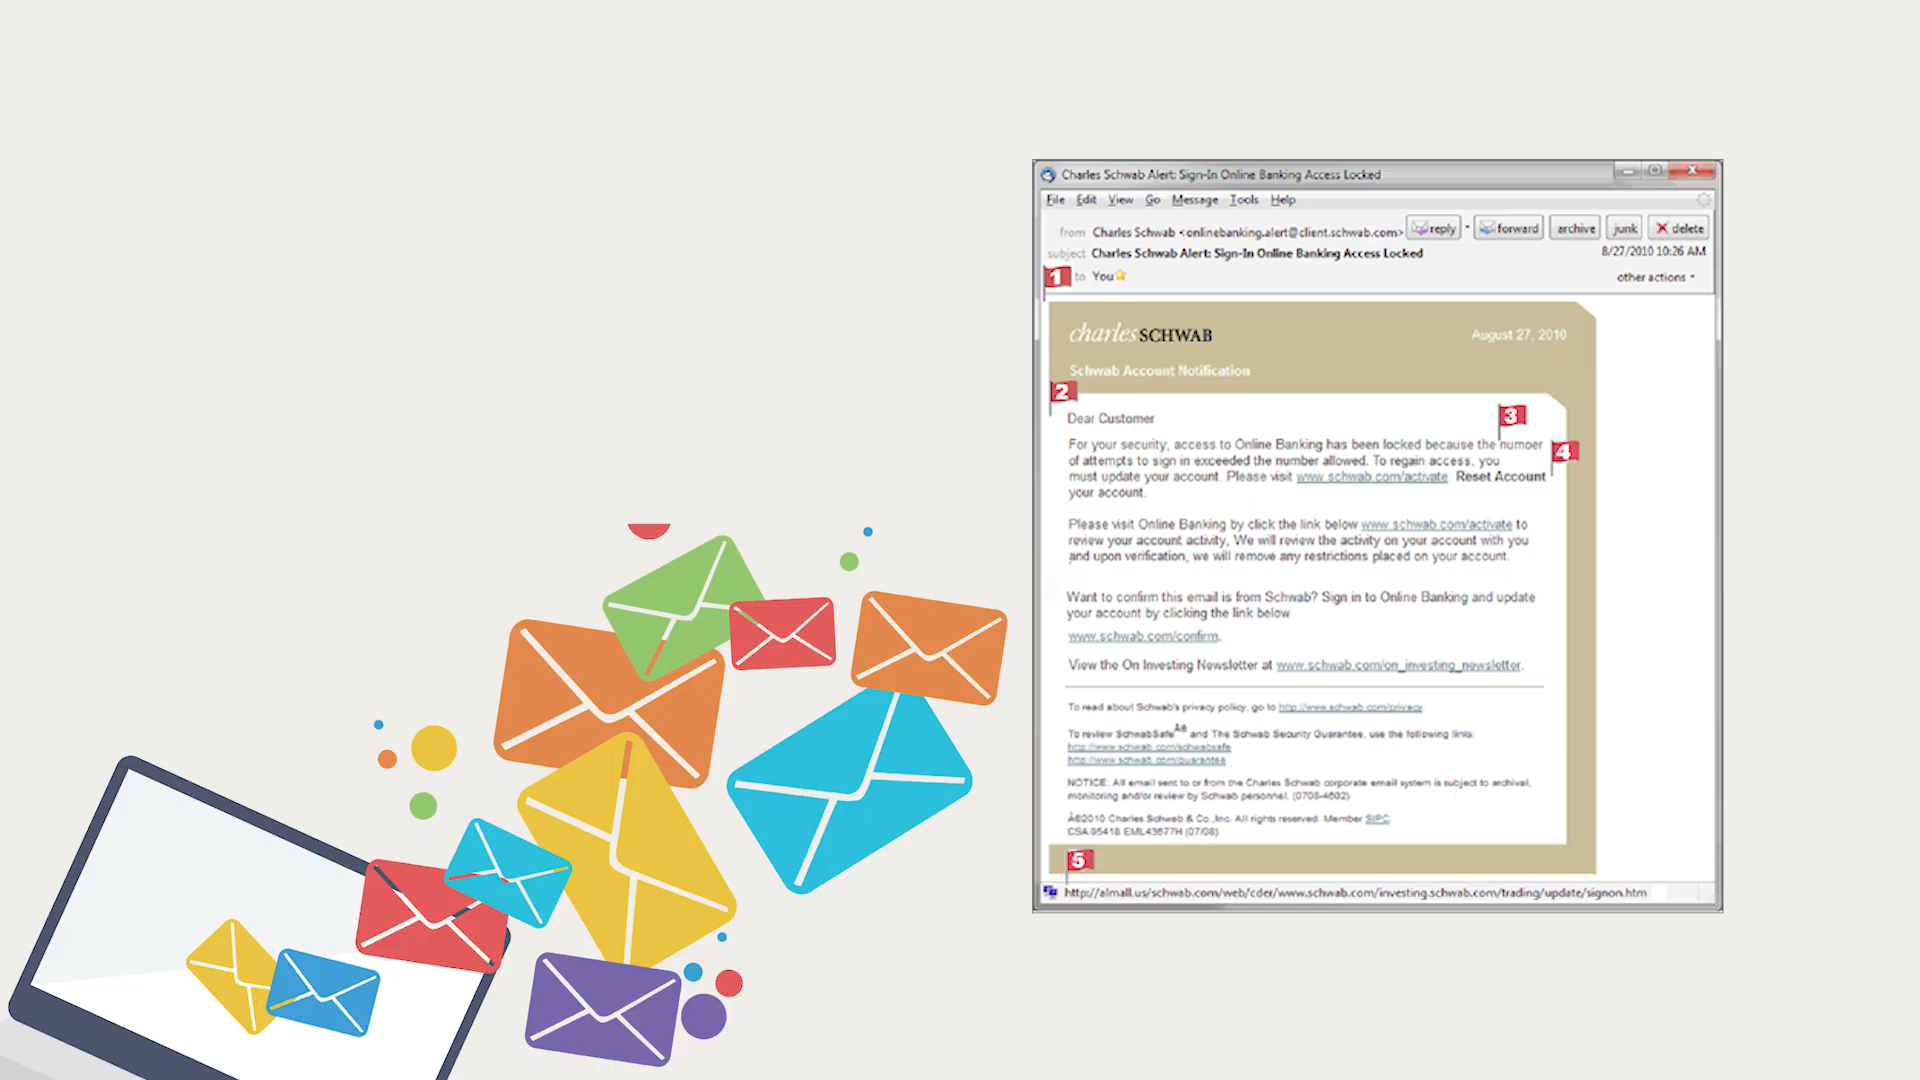 Charles Schwab Alert: Sign-In Online Banking Access Locked
File Edit View Go Message Tools Help
from Charles Schwab <onlinebanking.alert@client.schwab.com> reply forward archive junk delete
subject Charles Schwab Alert: Sign-In Online Banking Access Locked 8/27/2010 10:26 AM
1 to You other actions
charles SCHWAB August 27, 2010
Schwab Account Notification
2
Dear Customer 3
For your security, access to Online Banking has been locked because the number 4
of attempts to sign in exceeded the number allowed. To regain access, you
must update your account. Please visit www.schwab.com/activate Reset Account
your account.
Please visit Online Banking by click the link below www.schwab.com/activate to
review your account activity, We will review the activity on your account with you
and upon verification, we will remove any restrictions placed on your account.
Want to confirm this email is from Schwab? Sign in to Online Banking and update
your account by clicking the link below
www.schwab.com/confirm.
View the On Investing Newsletter at www.schwab.com/on_investing_newsletter.
To read about Schwab's privacy policy, go to http://www.schwab.com/privacy
To review SchwabSafe® and The Schwab Security Guarantee, use the following links:
http://www.schwab.com/schwabsafe
http://www.schwab.com/guarantee
NOTICE: All email sent to or from the Charles Schwab corporate email system is subject to archival,
monitoring and/or review by Schwab personnel. (0708-4602)
Â©2010 Charles Schwab & Co.,Inc. All rights reserved. Member SIPC.
CSA 05418 EML43677H (07/08)
5
http://almall.us/schwab.com/web/cder/www.schwab.com/investing.schwab.com/trading/update/signon.htm